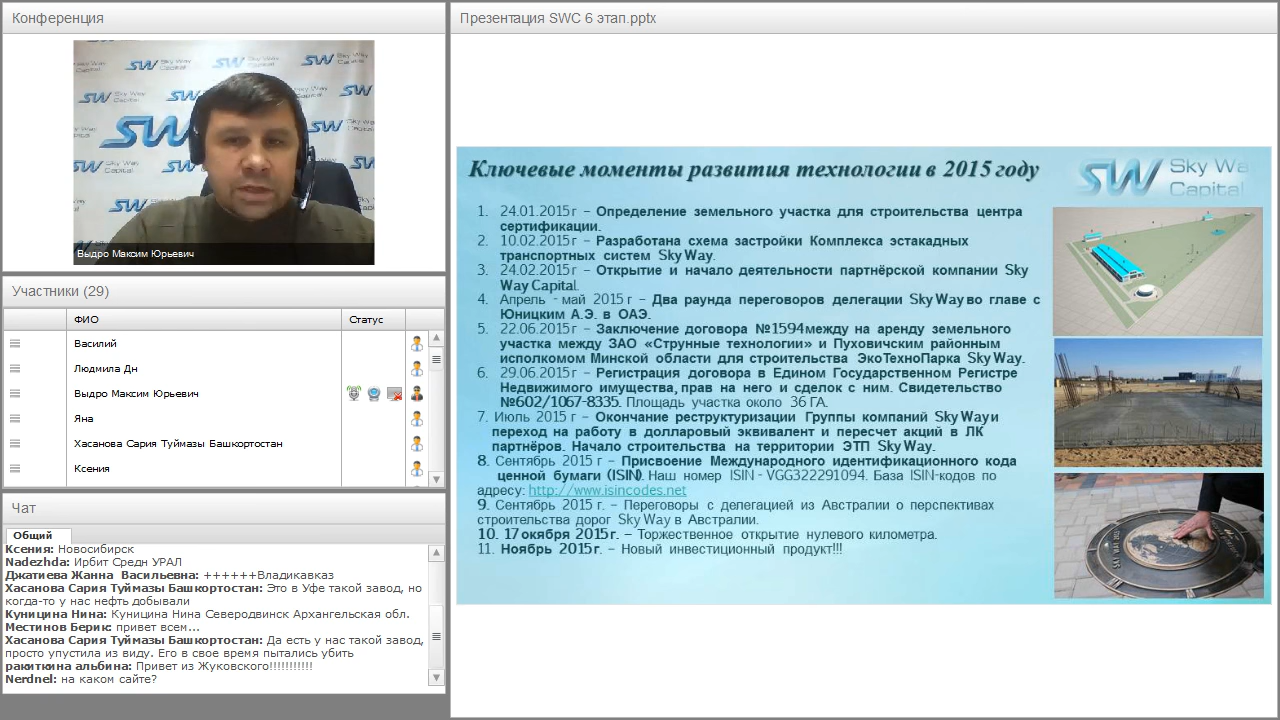 Конференция
Sky Way
Capital
SW
Выдро Максим Юрьевич
Участники (29)
ФИО
Статус
Василий
Людмила Дн
Выдро Максим Юрьевич
Яна
Хасанова Сария Туймазы Башкортостан
Ксения
Чат
Общий
Ксения: Новосибирск
Nadezhda: Ирбит Средн УРАЛ
Джатиева Жанна Васильевна: ++++++Владикавказ
Хасанова Сария Туймазы Башкортостан: Это в Уфе такой завод, но
когда-то у нас нефть добывали
Куницина Нина: Куницина Нина Северодвинск Архангельская обл.
Местинов Берик: привет всем...
Хасанова Сария Туймазы Башкортостан: Да есть у нас такой завод,
просто упустила из виду. Его в свое время пытались убить
ракиткина альбина: Привет из Жуковского!!!!!!!!!!!
Nerdnel: на каком сайте?
Презентация SWC 6 этап.pptx
Ключевые моменты развития технологии в 2015 году
SW Sky Wa
Capital
1. 24.01.2015г – Определение земельного участка для строительства центра
сертификации.
2. 10.02.2015г – Разработана схема застройки Комплекса эстакадных
транспортных систем Sky Way.
3. 24.02.2015г – Открытие и начало деятельности партнёрской компании Sky
Way Capital.
4. Апрель - май 2015 г – Два раунда переговоров делегации Sky Way во главе с
Юницким А.Э. в ОАЭ.
5. 22.06.2015г – Заключение договора №1594между на аренду земельного
участка между ЗАО «Струнные технологии» и Пуховичским районным
исполкомом Минской области для строительства ЭкоТехноПарка Sky Way.
6. 29.06.2015г – Регистрация договора в Едином Государственном Регистре
Недвижимого имущества, прав на него и сделок с ним. Свидетельство
№602/1067-8335. Площадь участка около 36 ГА.
7. Июль 2015 г – Окончание реструктуризации Группы компаний Sky Way и
переход на работу в долларовый эквивалент и пересчет акций в ЛК
партнёров. Начало строительства на территории ЭТП Sky Way.
8. Сентябрь 2015 г – Присвоение Международного идентификационного кода
ценной бумаги (ISIN). Наш номер ISIN - VGG322291094. База ISIN-кодов по
адресу: http://www.isincodes.net
9. Сентябрь 2015 г. – Переговоры с делегацией из Австралии о перспективах
строительства дорог Sky Way в Австралии.
10. 17 окября 2015г. – Торжественное открытие нулевого километра.
11. Ноябрь 2015г. – Новый инвестиционный продукт!!!